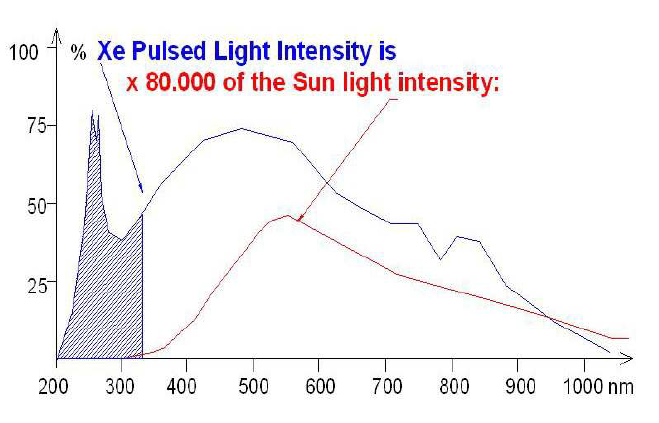 100 % Xe Pulsed Light Intensity is
x 80.000 of the Sun light intensity:
75
50
25
200 300 400 500 600 700 800 900 1000 nm